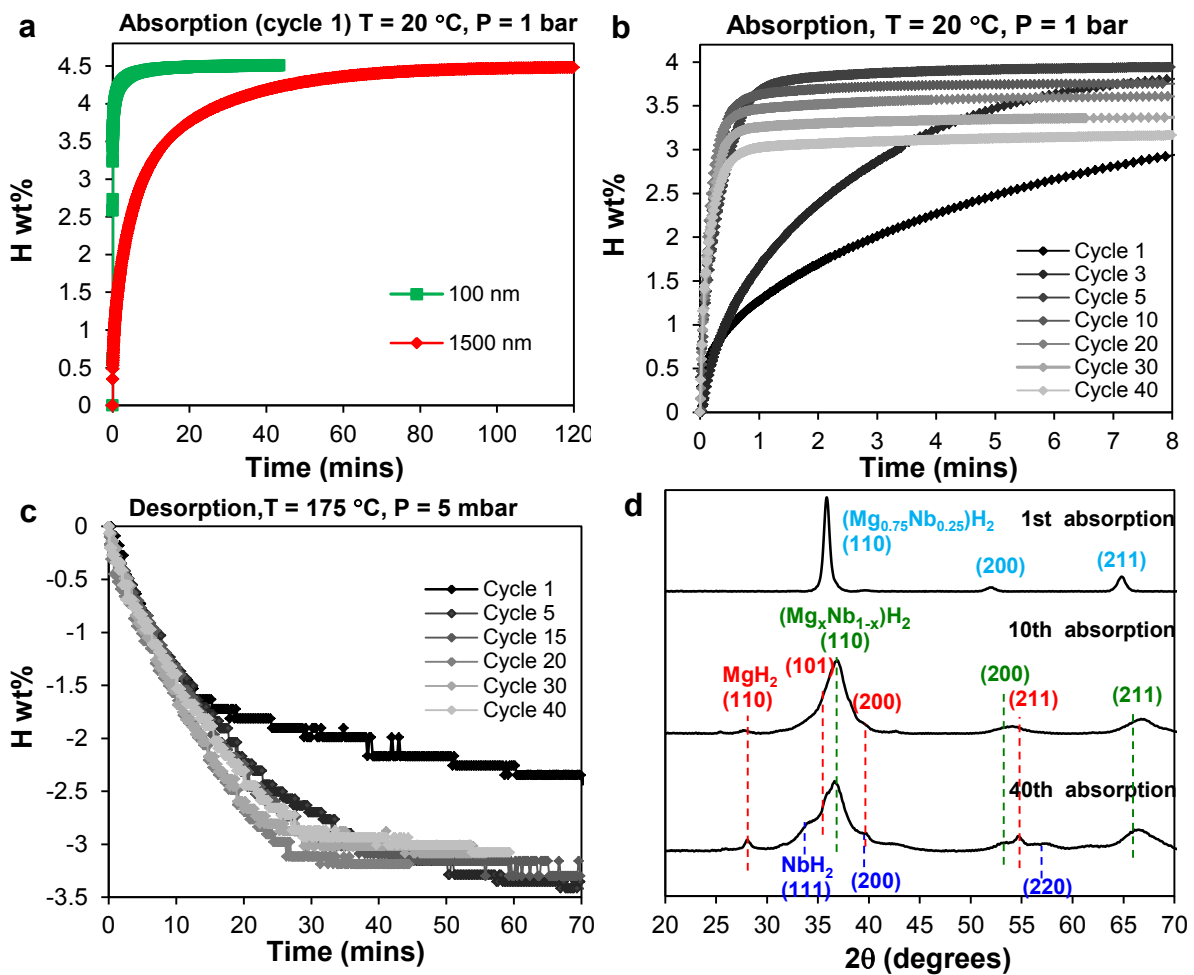 a
Absorption (cycle 1) T = 20 °C, P = 1 bar
H wt%
4.5
4
3.5
3
2.5
2
1.5
1
0.5
0
100 nm
1500 nm
0 20 40 60 80 100 120
Time (mins)
b
Absorption, T = 20 °C, P = 1 bar
H wt%
4
3.5
3
2.5
2
1.5
1
0.5
0
Cycle 1
Cycle 3
Cycle 5
Cycle 10
Cycle 20
Cycle 30
Cycle 40
0 1 2 3 4 5 6 7 8
Time (mins)
c
Desorption,T = 175 °C, P = 5 mbar
H wt%
0
-0.5
-1
-1.5
-2
-2.5
-3
-3.5
Cycle 1
Cycle 5
Cycle 15
Cycle 20
Cycle 30
Cycle 40
0 10 20 30 40 50 60 70
Time (mins)
d
(Mg0.75Nb0.25)H2
(110)
1st absorption
(200)
(211)
(MgxNb1-x)H2
(110)
10th absorption
MgH2
(110)
(101)
(200)
(200)
(211)
(211)
40th absorption
NbH2
(111)
(200)
(220)
20 25 30 35 40 45 50 55 60 65 70
2θ (degrees)